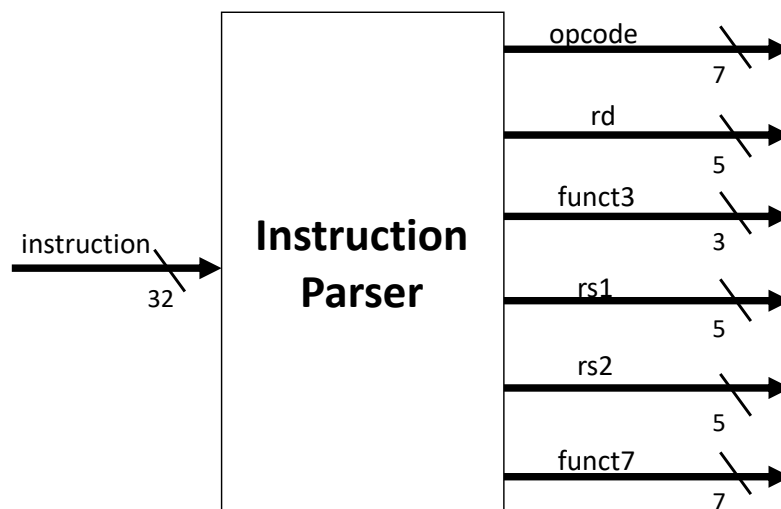 opcode
7
rd
5
funct3
3
instruction
32
Instruction
Parser
rs1
5
rs2
5
funct7
7